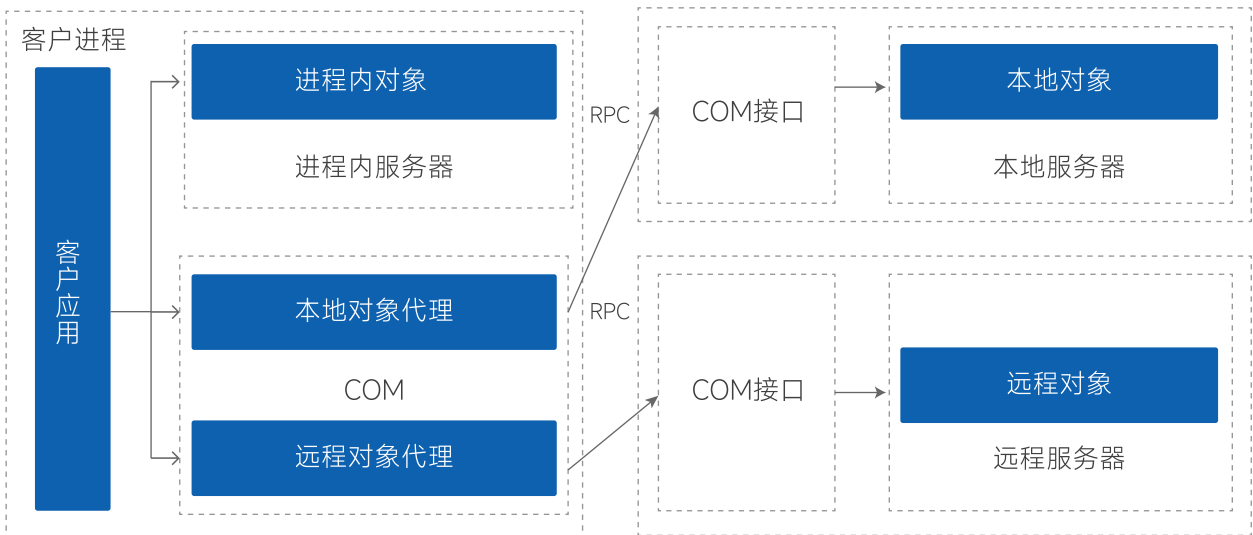 客户进程
客户应用
进程内对象
进程内服务器
本地对象代理
COM
远程对象代理
RPC
RPC
COM接口
本地对象
本地服务器
COM接口
远程对象
远程服务器